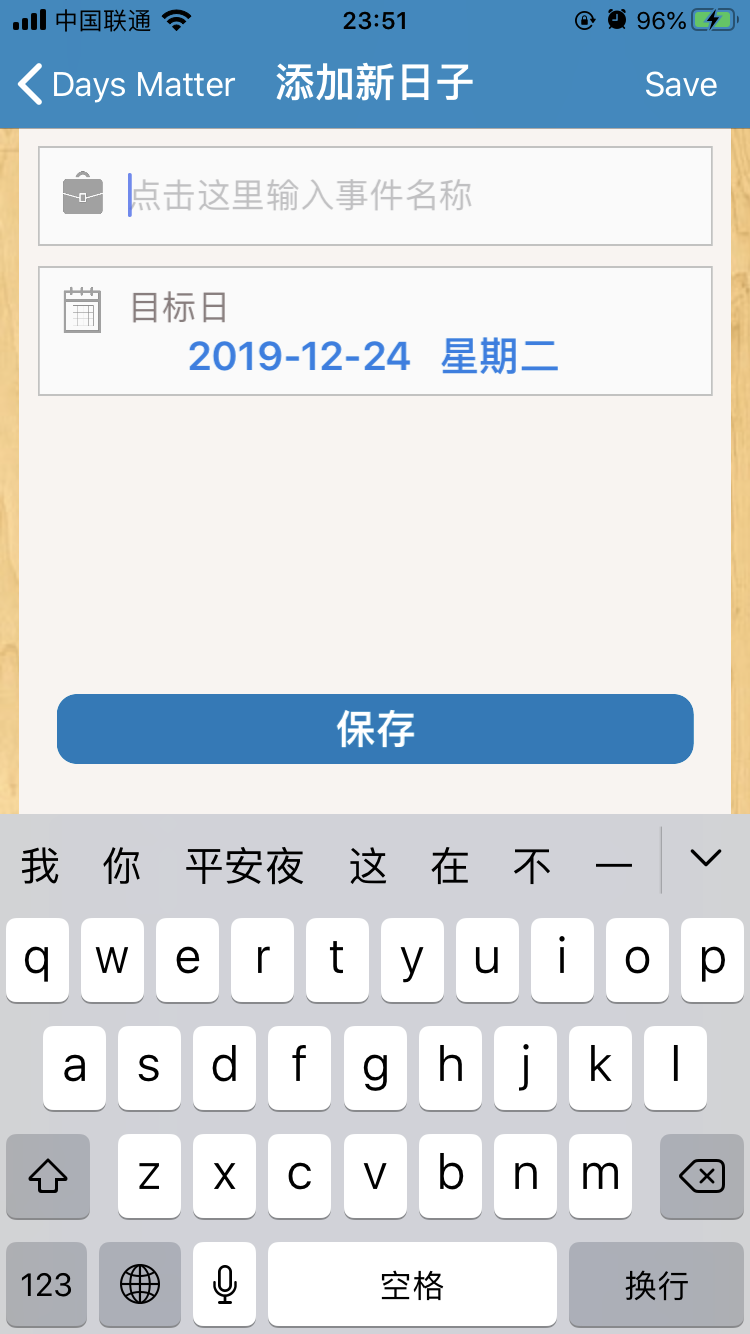 中国联通 23:51 96%
Days Matter 添加新日子 Save
点击这里输入事件名称
目标日
2019-12-24 星期二
保存
我 你 平安夜 这 在 不 一
q w e r t y u i o p
a s d f g h j k l
z x c v b n m
123 空格 换行